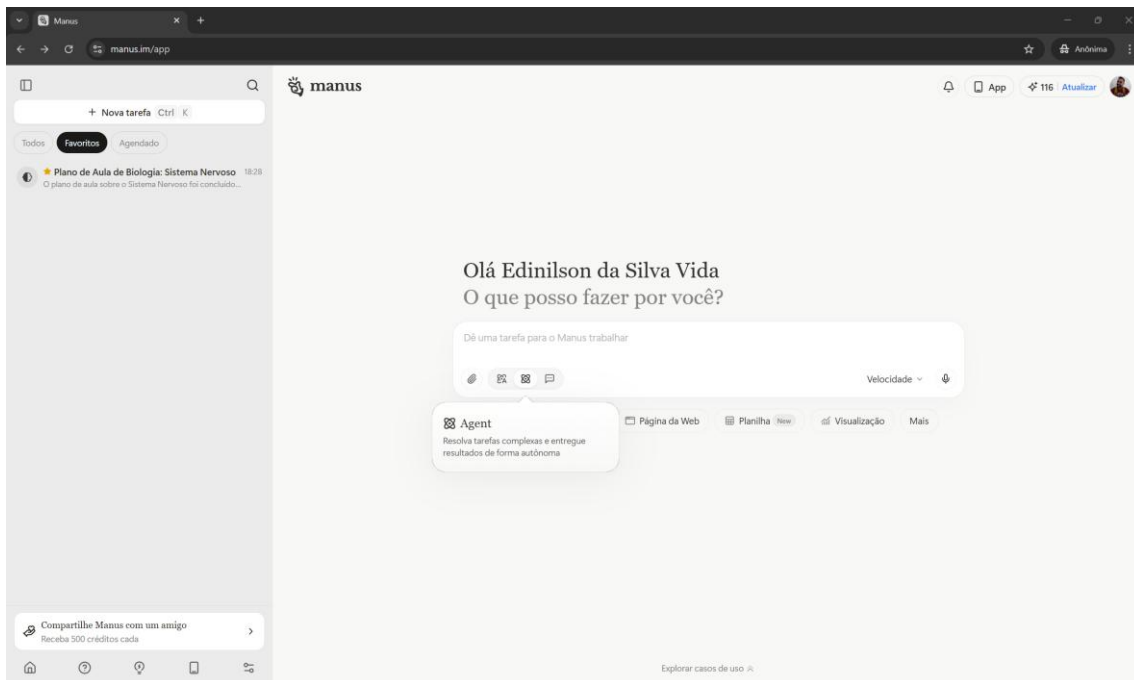 Manus
manus.im/app
Anônima
+ Nova tarefa Ctrl K
Todos Favoritos Agendado
Plano de Aula de Biologia: Sistema Nervoso 18:28
O plano de aula sobre o Sistema Nervoso foi concluído...
manus
App
116 Atualizar
Olá Edinilson da Silva Vida
O que posso fazer por você?
Dê uma tarefa para o Manus trabalhar
Velocidade
Agent
Resolva tarefas complexas e entregue
resultados de forma autônoma
Página da Web Planilha New Visualização Mais
Compartilhe Manus com um amigo
Receba 500 créditos cada
Explorar casos de uso